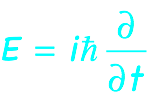 E = iℏ ∂/∂t